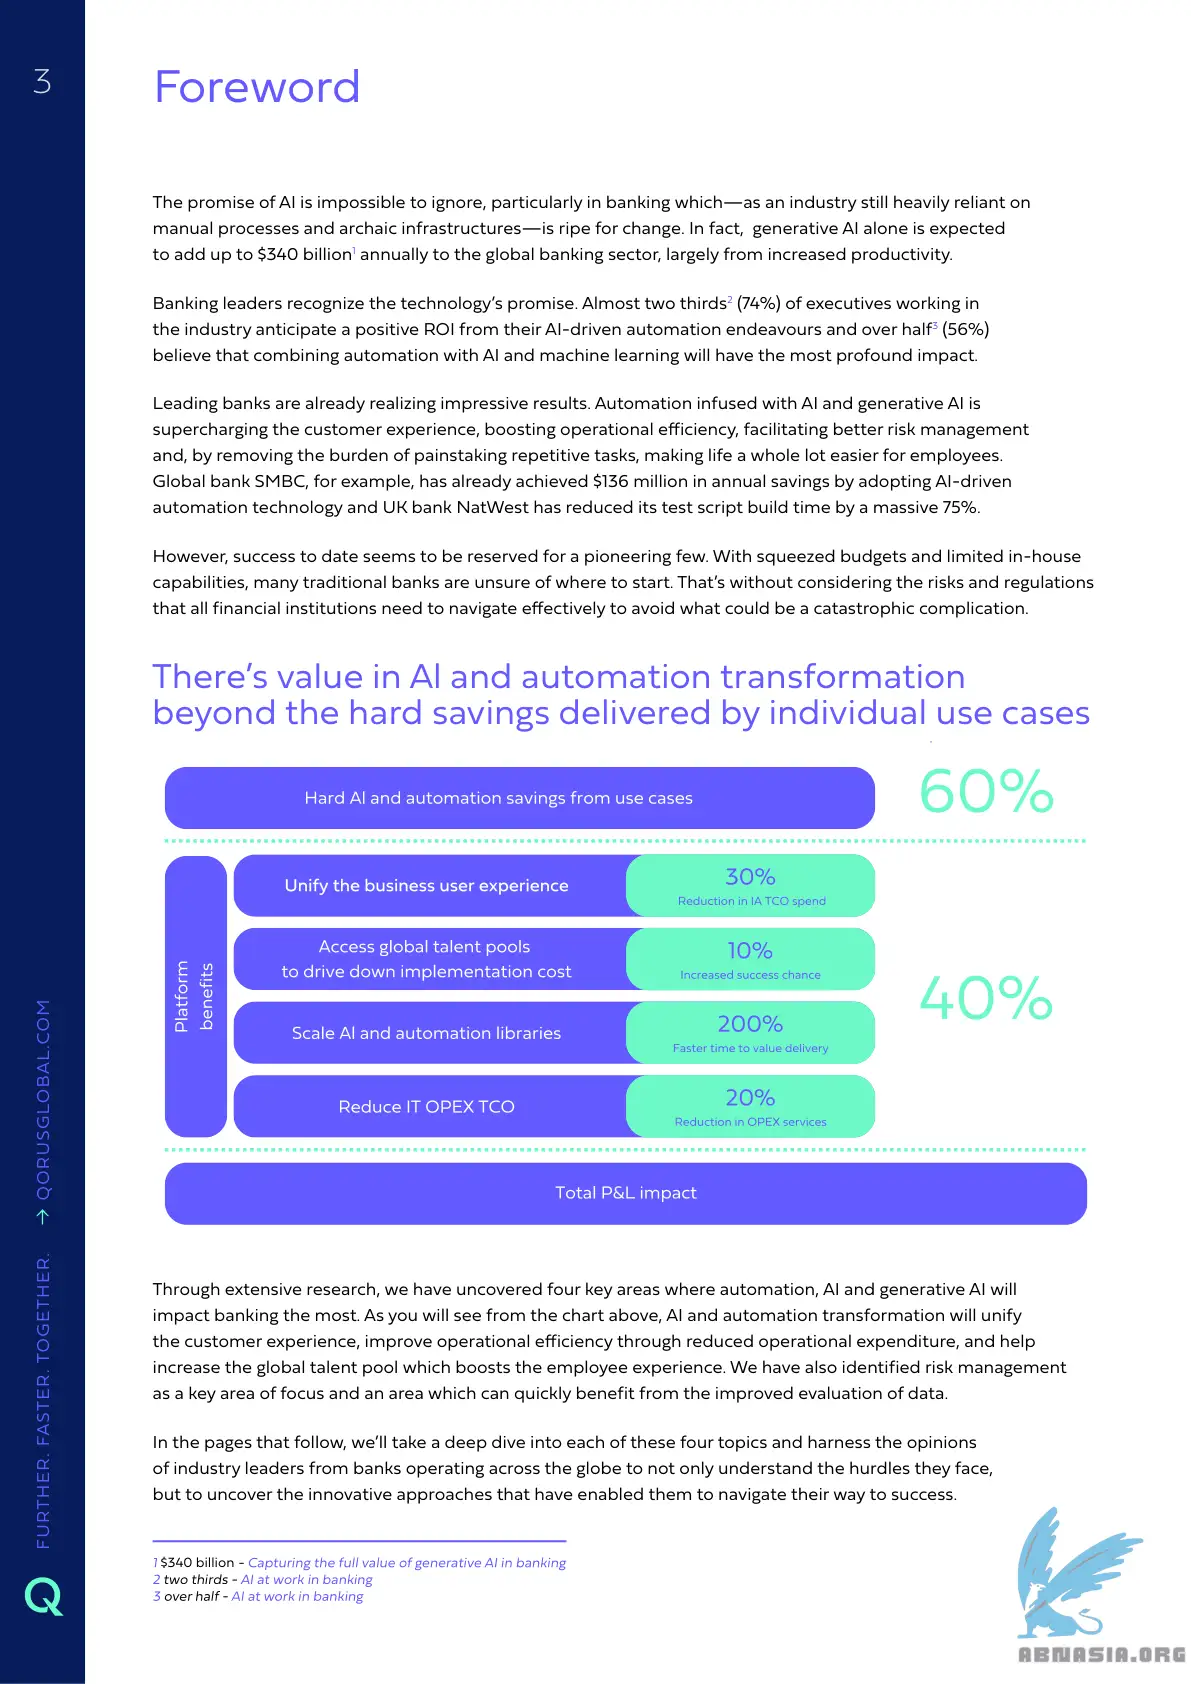 3
Foreword
The promise of AI is impossible to ignore, particularly in banking which—as an industry still heavily reliant on
manual processes and archaic infrastructures—is ripe for change. In fact,  generative AI alone is expected
to add up to $340 billion1 annually to the global banking sector, largely from increased productivity.
Banking leaders recognize the technology’s promise. Almost two thirds2 (74%) of executives working in
the industry anticipate a positive ROI from their AI-driven automation endeavours and over half3 (56%)
believe that combining automation with AI and machine learning will have the most profound impact.
Leading banks are already realizing impressive results. Automation infused with AI and generative AI is
supercharging the customer experience, boosting operational efficiency, facilitating better risk management
and, by removing the burden of painstaking repetitive tasks, making life a whole lot easier for employees.
Global bank SMBC, for example, has already achieved $136 million in annual savings by adopting AI-driven
automation technology and UK bank NatWest has reduced its test script build time by a massive 75%.
However, success to date seems to be reserved for a pioneering few. With squeezed budgets and limited in-house
capabilities, many traditional banks are unsure of where to start. That’s without considering the risks and regulations
that all financial institutions need to navigate effectively to avoid what could be a catastrophic complication.
There’s value in AI and automation transformation
beyond the hard savings delivered by individual use cases
Hard AI and automation savings from use cases
60%
Platform
benefits
Unify the business user experience
30%
Reduction in IA TCO spend
Access global talent pools
to drive down implementation cost
10%
Increased success chance
Scale AI and automation libraries
200%
Faster time to value delivery
Reduce IT OPEX TCO
20%
Reduction in OPEX services
40%
Total P&L impact
Through extensive research, we have uncovered four key areas where automation, AI and generative AI will
impact banking the most. As you will see from the chart above, AI and automation transformation will unify
the customer experience, improve operational efficiency through reduced operational expenditure, and help
increase the global talent pool which boosts the employee experience. We have also identified risk management
as a key area of focus and an area which can quickly benefit from the improved evaluation of data.
In the pages that follow, we’ll take a deep dive into each of these four topics and harness the opinions
of industry leaders from banks operating across the globe to not only understand the hurdles they face,
but to uncover the innovative approaches that have enabled them to navigate their way to success.
1 $340 billion - Capturing the full value of generative AI in banking
2 two thirds - AI at work in banking
3 over half - AI at work in banking
FURTHER. FASTER. TOGETHER. → QORUSGLOBAL.COM
Q
ABNASIA.ORG